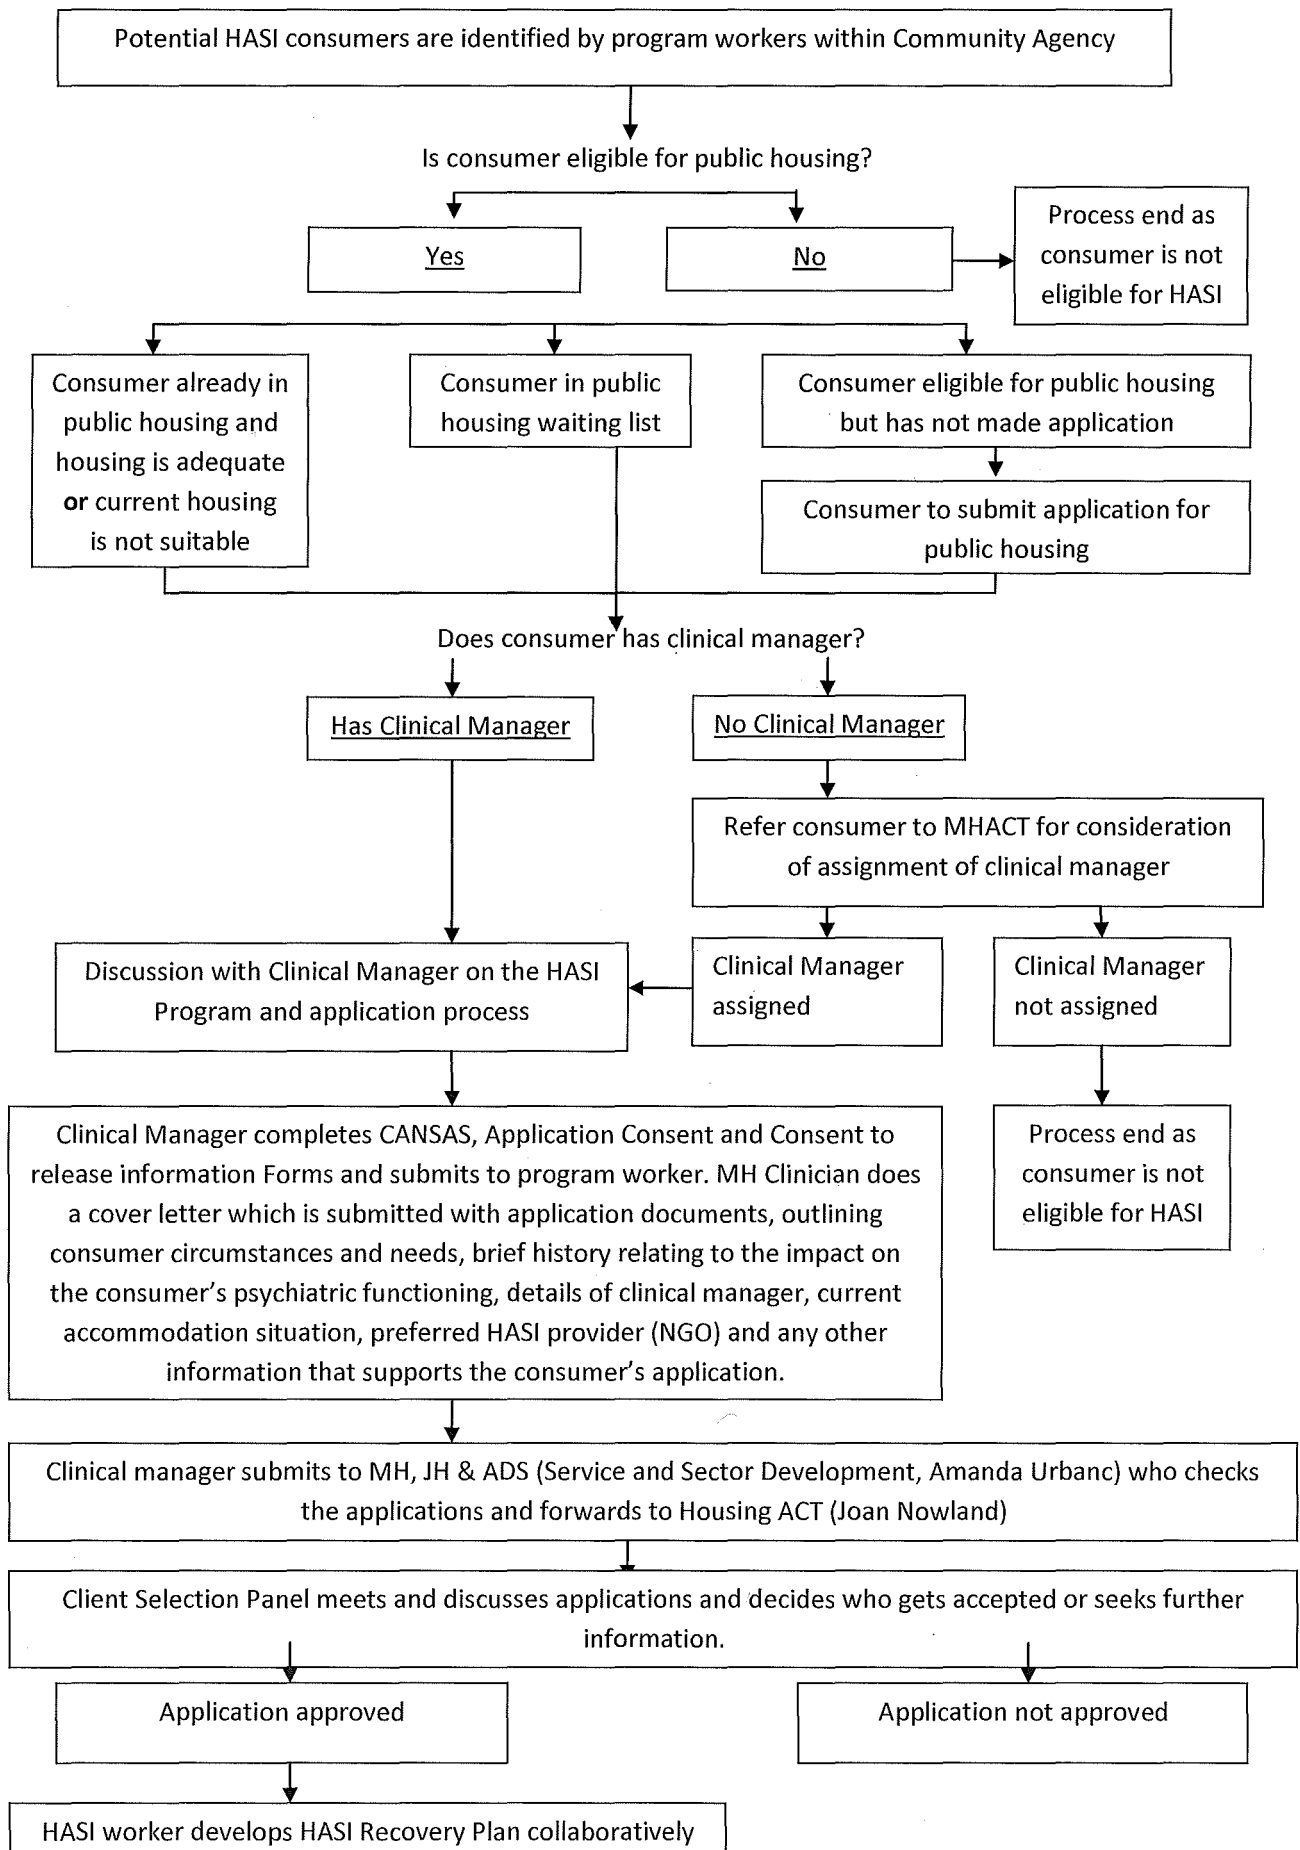 Potential HASI consumers are identified by program workers within Community Agency
Is consumer eligible for public housing?
Yes
No
Process end as
consumer is not
eligible for HASI
Consumer already in
public housing and
housing is adequate
or current housing
is not suitable
Consumer in public
housing waiting list
Consumer eligible for public housing
but has not made application
Consumer to submit application for
public housing
Does consumer has clinical manager?
Has Clinical Manager
No Clinical Manager
Refer consumer to MHACT for consideration
of assignment of clinical manager
Discussion with Clinical Manager on the HASI
Program and application process
Clinical Manager
assigned
Clinical Manager
not assigned
Clinical Manager completes CANSAS, Application Consent and Consent to
release information Forms and submits to program worker. MH Clinician does
a cover letter which is submitted with application documents, outlining
consumer circumstances and needs, brief history relating to the impact on
the consumer's psychiatric functioning, details of clinical manager, current
accommodation situation, preferred HASI provider (NGO) and any other
information that supports the consumer's application.
Process end as
consumer is not
eligible for HASI
Clinical manager submits to MH, JH & ADS (Service and Sector Development, Amanda Urbanc) who checks
the applications and forwards to Housing ACT (Joan Nowland)
Client Selection Panel meets and discusses applications and decides who gets accepted or seeks further
information.
Application approved
Application not approved
HASI worker develops HASI Recovery Plan collaboratively